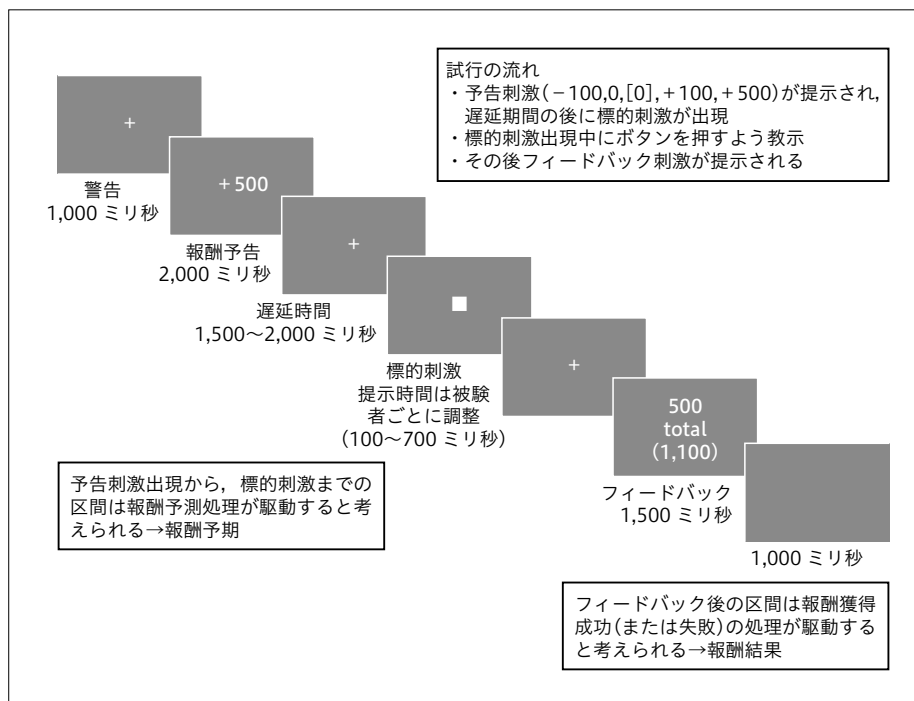 試行の流れ
・予告刺激(−100,0,[0],+100,+500)が提示され,
遅延期間の後に標的刺激が出現
・標的刺激出現中にボタンを押すよう教示
・その後フィードバック刺激が提示される
+
警告
1,000 ミリ秒
+500
報酬予告
2,000 ミリ秒
+
遅延時間
1,500〜2,000 ミリ秒
標的刺激
提示時間は被験
者ごとに調整
(100〜700 ミリ秒)
+
500
total
(1,100)
フィードバック
1,500 ミリ秒
1,000 ミリ秒
予告刺激出現から,標的刺激までの
区間は報酬予測処理が駆動すると考
えられる→報酬予期
フィードバック後の区間は報酬獲得
成功(または失敗)の処理が駆動する
と考えられる→報酬結果